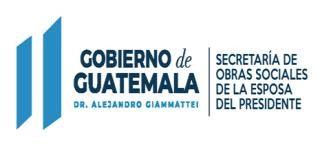 GOBIERNO de
GUATEMALA
DR. ALEJANDRO GIAMMATTEI
SECRETARÍA DE
OBRAS SOCIALES
DE LA ESPOSA
DEL PRESIDENTE